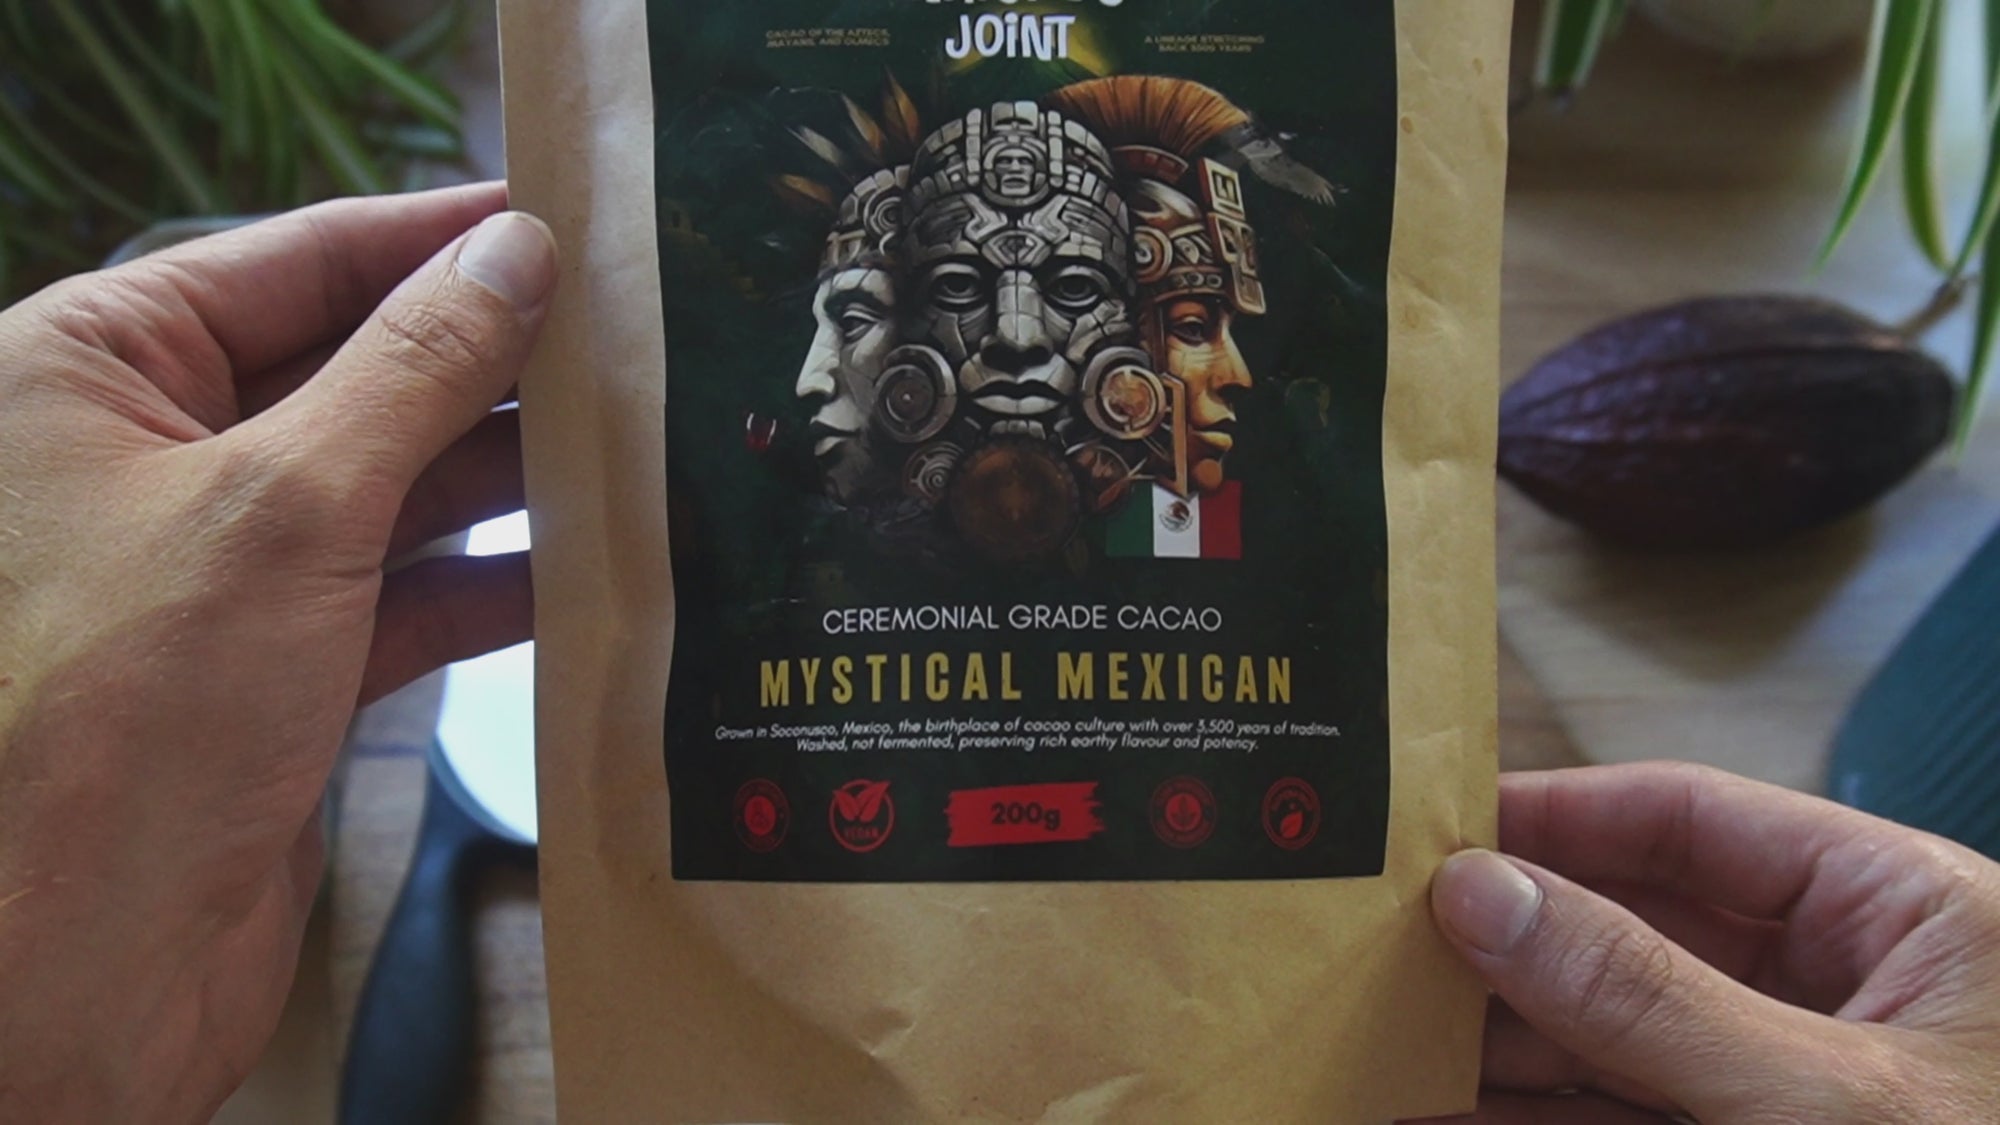 JOINT
CACAO OF THE AZTECS,
MAYANS, AND OLMECS
A LINEAGE STRETCHING
BACK 3500 YEARS
CEREMONIAL GRADE CACAO
MYSTICAL MEXICAN
Grown in Soconusco, Mexico, the birthplace of cacao culture with over 3,500 years of tradition.
Washed, not fermented, preserving rich earthy flavour and potency.
VEGAN
200g